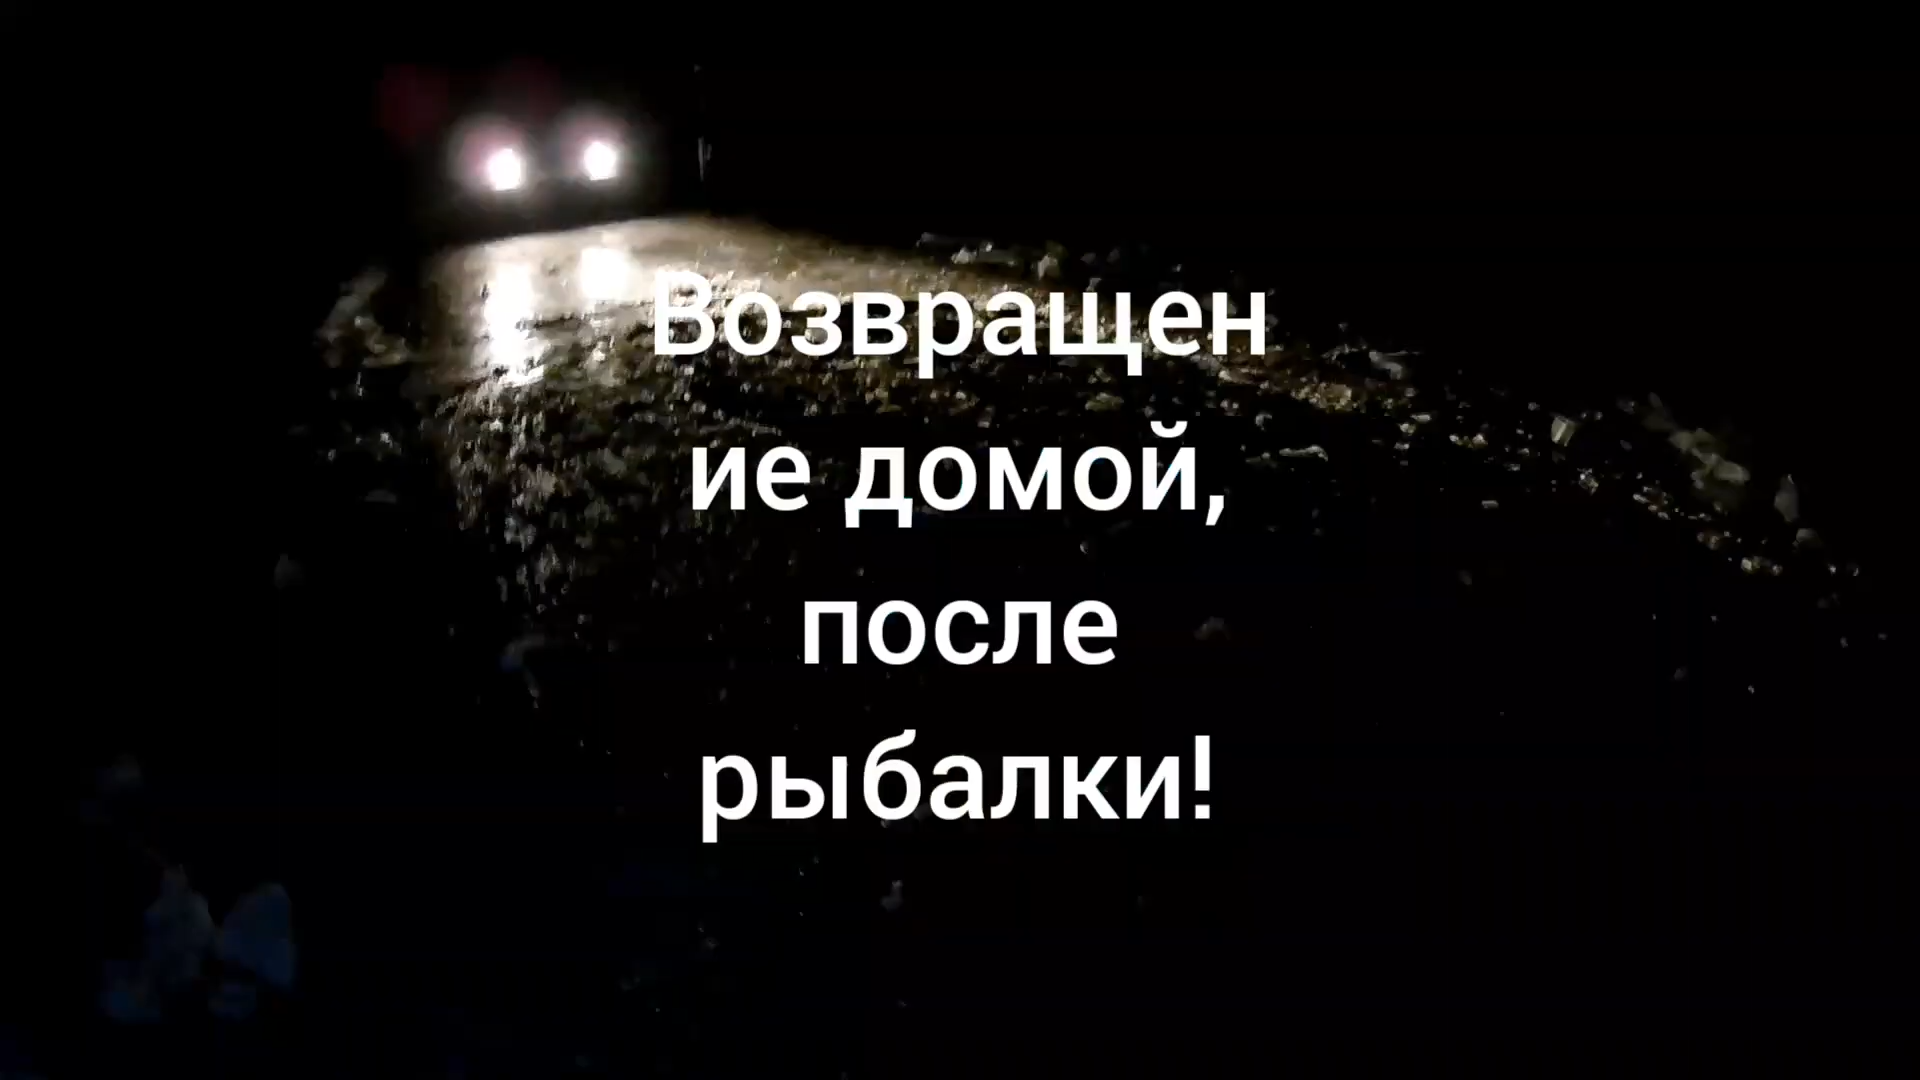 Возвращен
ие домой,
после
рыбалки!